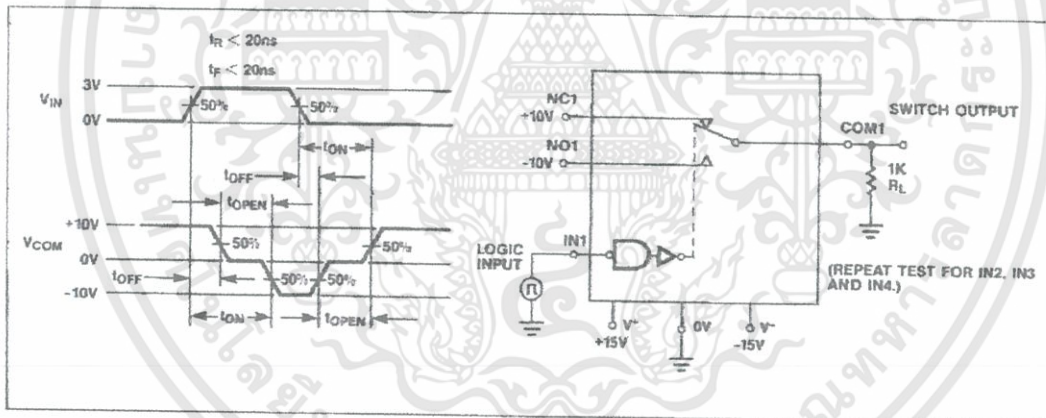 tR < 20ns
tF < 20ns
3V
VIN
0V
50%
50%
tON
tOFF
tOPEN
+10V
VCOM
0V
-10V
50%
50%
50%
50%
tOFF
tON
tOPEN
NC1
+10V
NO1
-10V
SWITCH OUTPUT
COM1
1K
RL
LOGIC
INPUT
IN1
(REPEAT TEST FOR IN2, IN3
AND IN4.)
V+
+15V
0V
V-
-15V